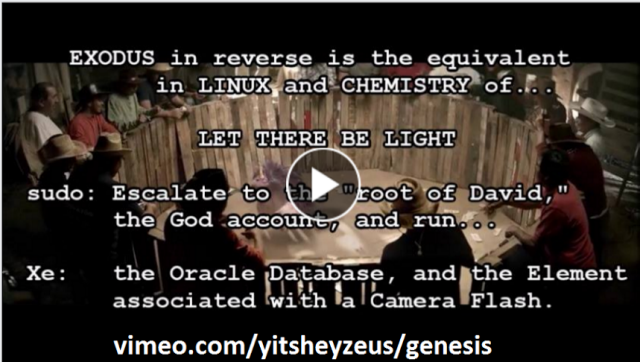 EXODUS in reverse is the equivalent
in LINUX and CHEMISTRY of...
LET THERE BE LIGHT
sudo: Escalate to the "root of David,"
the God account, and run...
Xe: the Oracle Database, and the Element
associated with a Camera Flash.
vimeo.com/yitsheyzeus/genesis